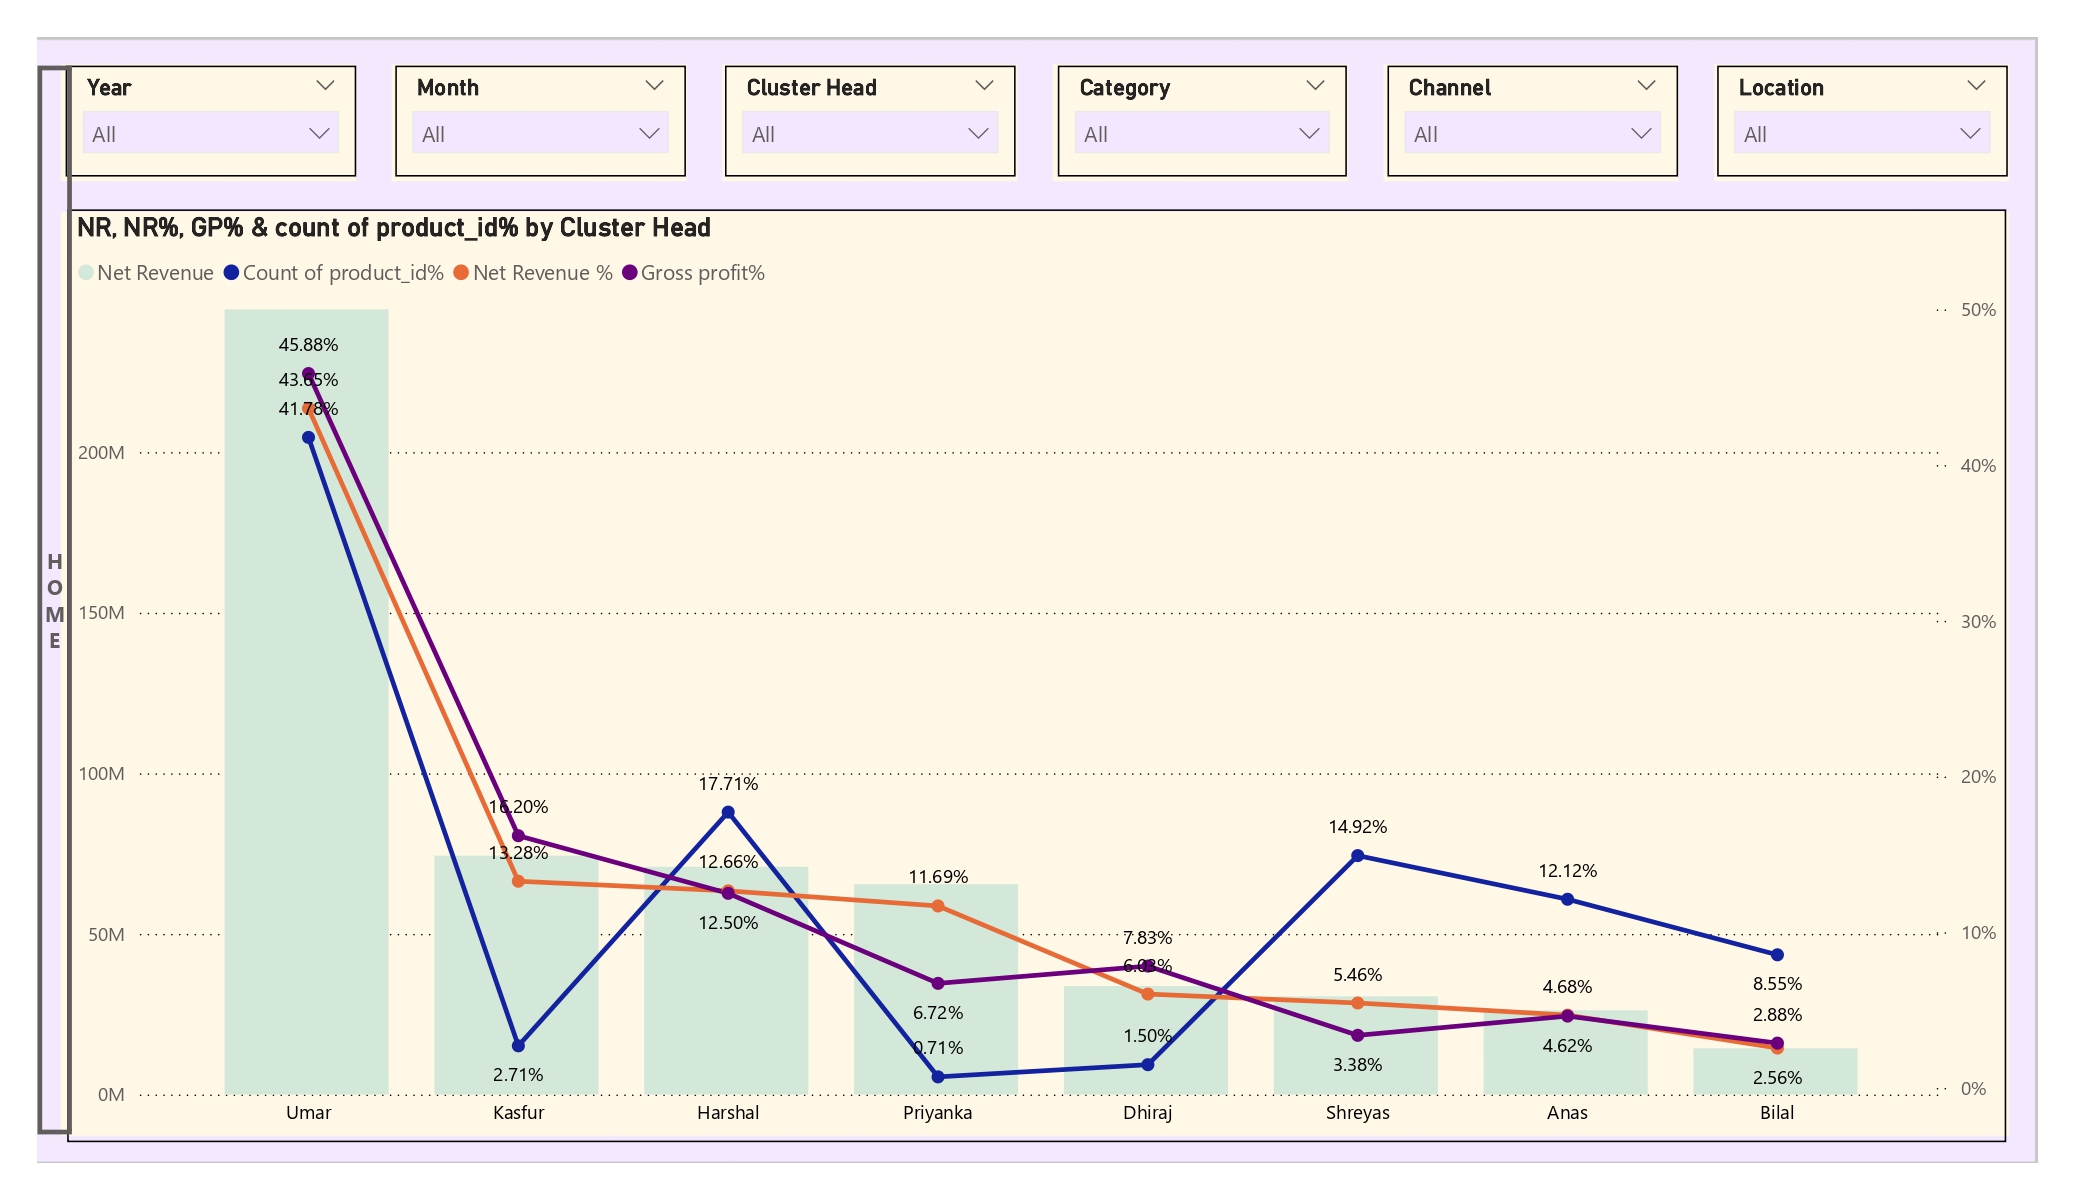 Year
Month
Cluster Head
Category
Channel
Location
All
All
All
All
All
All
NR, NR%, GP% & count of product_id% by Cluster Head
Net Revenue
Count of product_id%
Net Revenue %
Gross profit%
HOME
200M
150M
100M
50M
0M
50%
40%
30%
20%
10%
0%
45.88%
43.65%
41.78%
16.20%
13.28%
2.71%
17.71%
12.66%
12.50%
11.69%
6.72%
0.71%
7.83%
1.50%
14.92%
5.46%
3.38%
12.12%
4.68%
4.62%
8.55%
2.88%
2.56%
Umar
Kasfur
Harshal
Priyanka
Dhiraj
Shreyas
Anas
Bilal